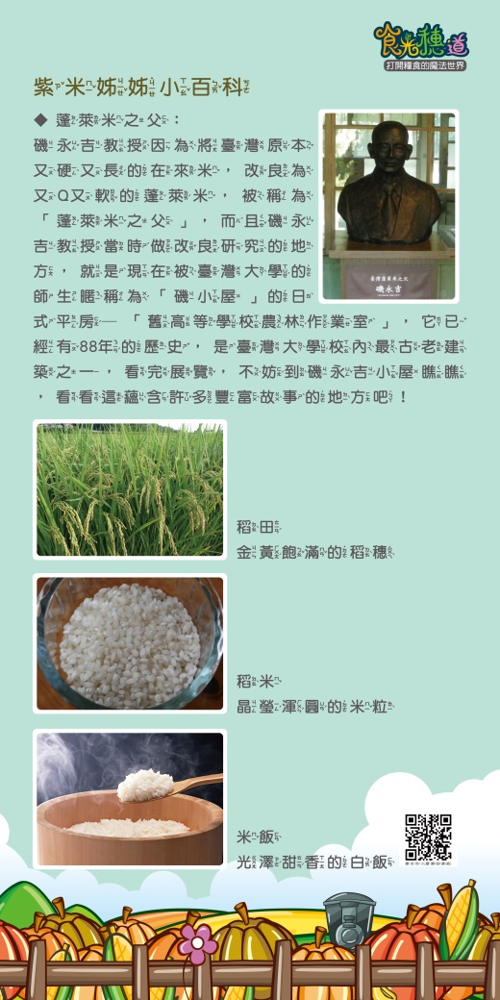 食光穗道
打開糧食的魔法世界
紫米姊姊小百科
◆ 蓬萊米之父：
磯永吉教授因為將臺灣原本
又硬又長的在來米，改良為
又Q又軟的蓬萊米，被稱為
「蓬萊米之父」，而且磯永
吉教授當時做改良研究的地
方，就是現在被臺灣大學的
師生暱稱為「磯小屋」的日
式平房—「舊高等學校農林作業室」，它已
經有88年的歷史，是臺灣大學校內最古老建
築之一，看完展覽，不妨到磯永吉小屋瞧瞧
，看看這蘊含許多豐富故事的地方吧！
臺灣蓬萊米之父
磯永吉
稻田
金黃飽滿的稻穗
稻米
晶瑩渾圓的米粒
米飯
光澤甜香的白飯